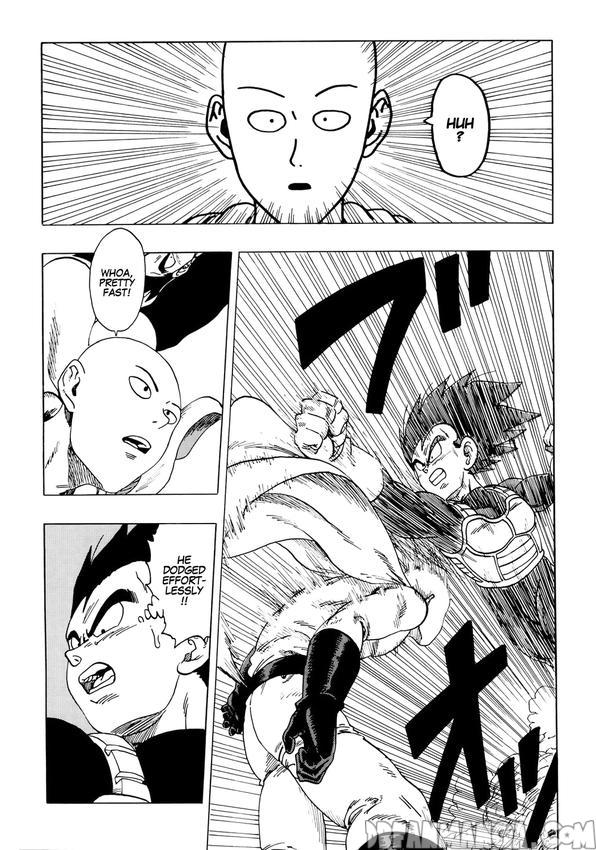 HUH
?
WHOA,
PRETTY
FAST!
ブオッ
HE
DODGED
EFFORT-
LESSLY
!!
DBFANMANGA.COM